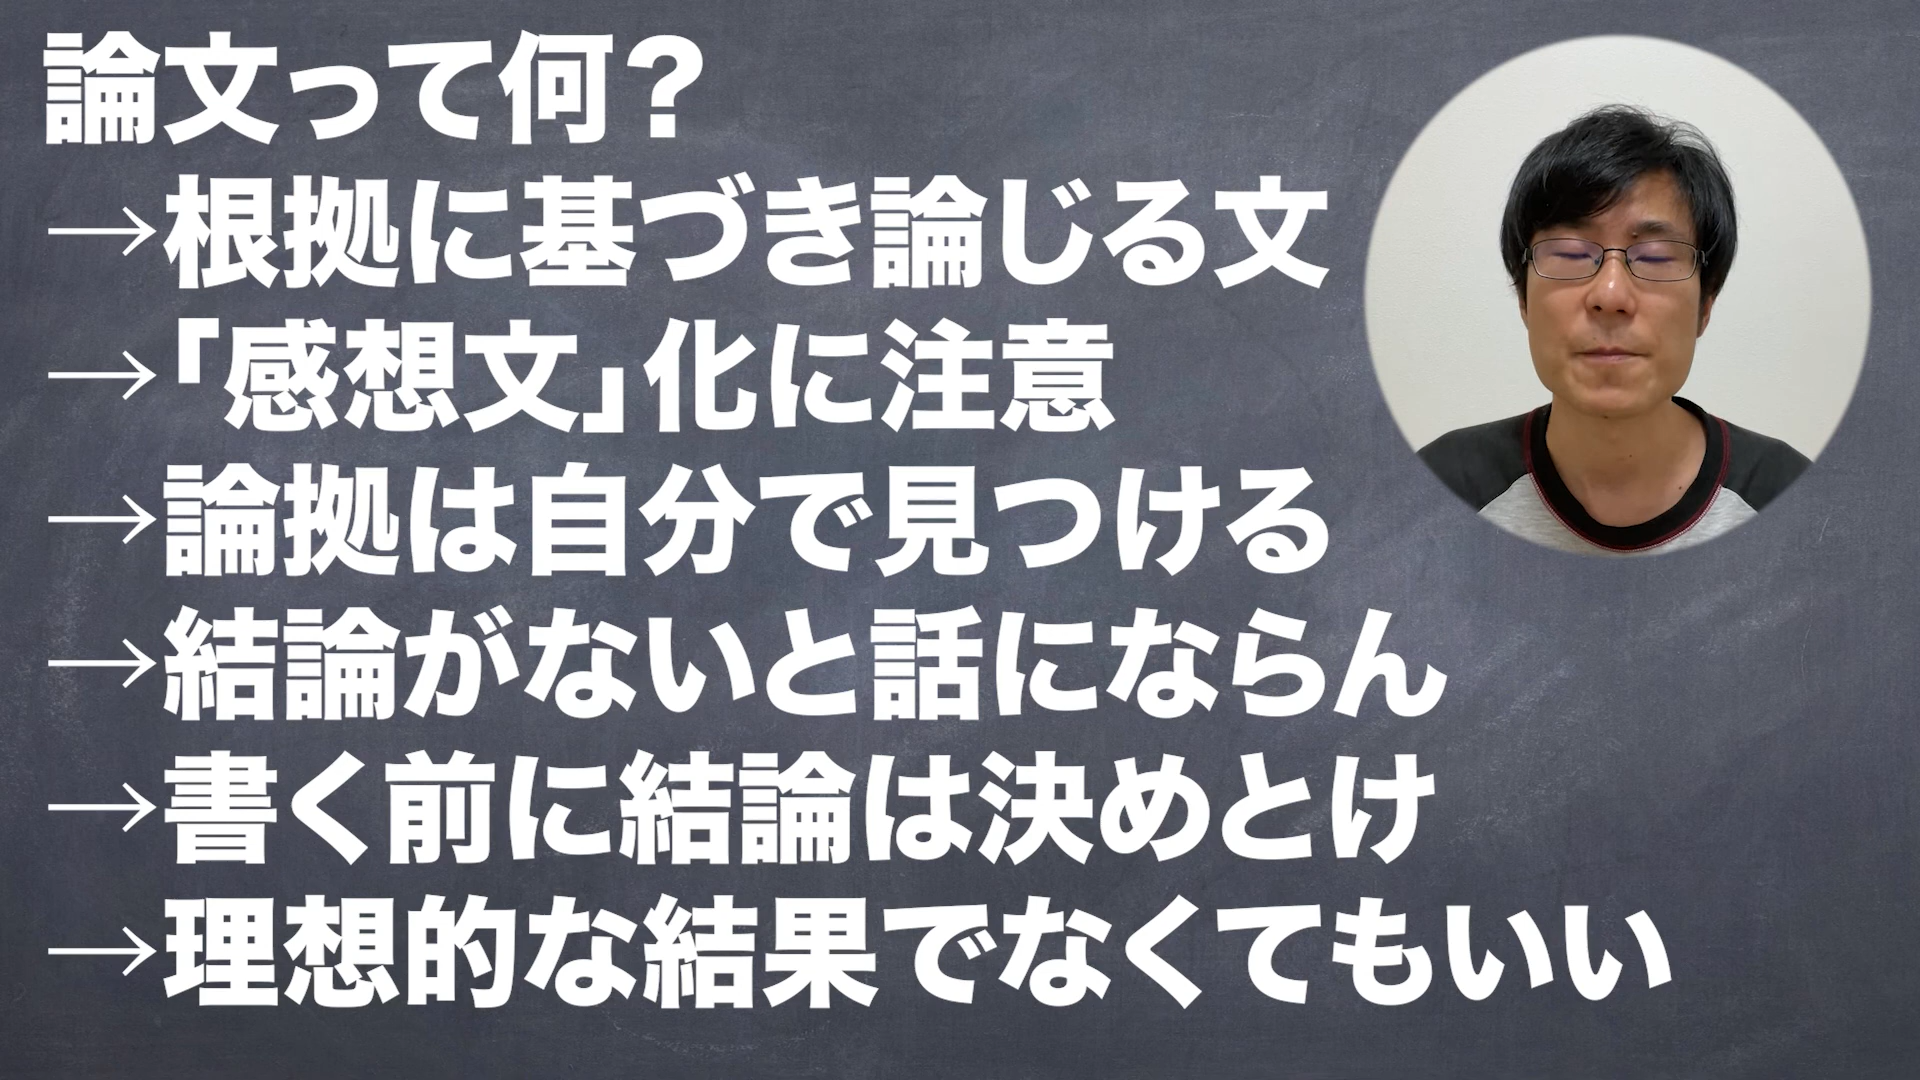 論文って何？
→根拠に基づき論じる文
→「感想文」化に注意
→論拠は自分で見つける
→結論がないと話にならん
→書く前に結論は決めとけ
→理想的な結果でなくてもいい